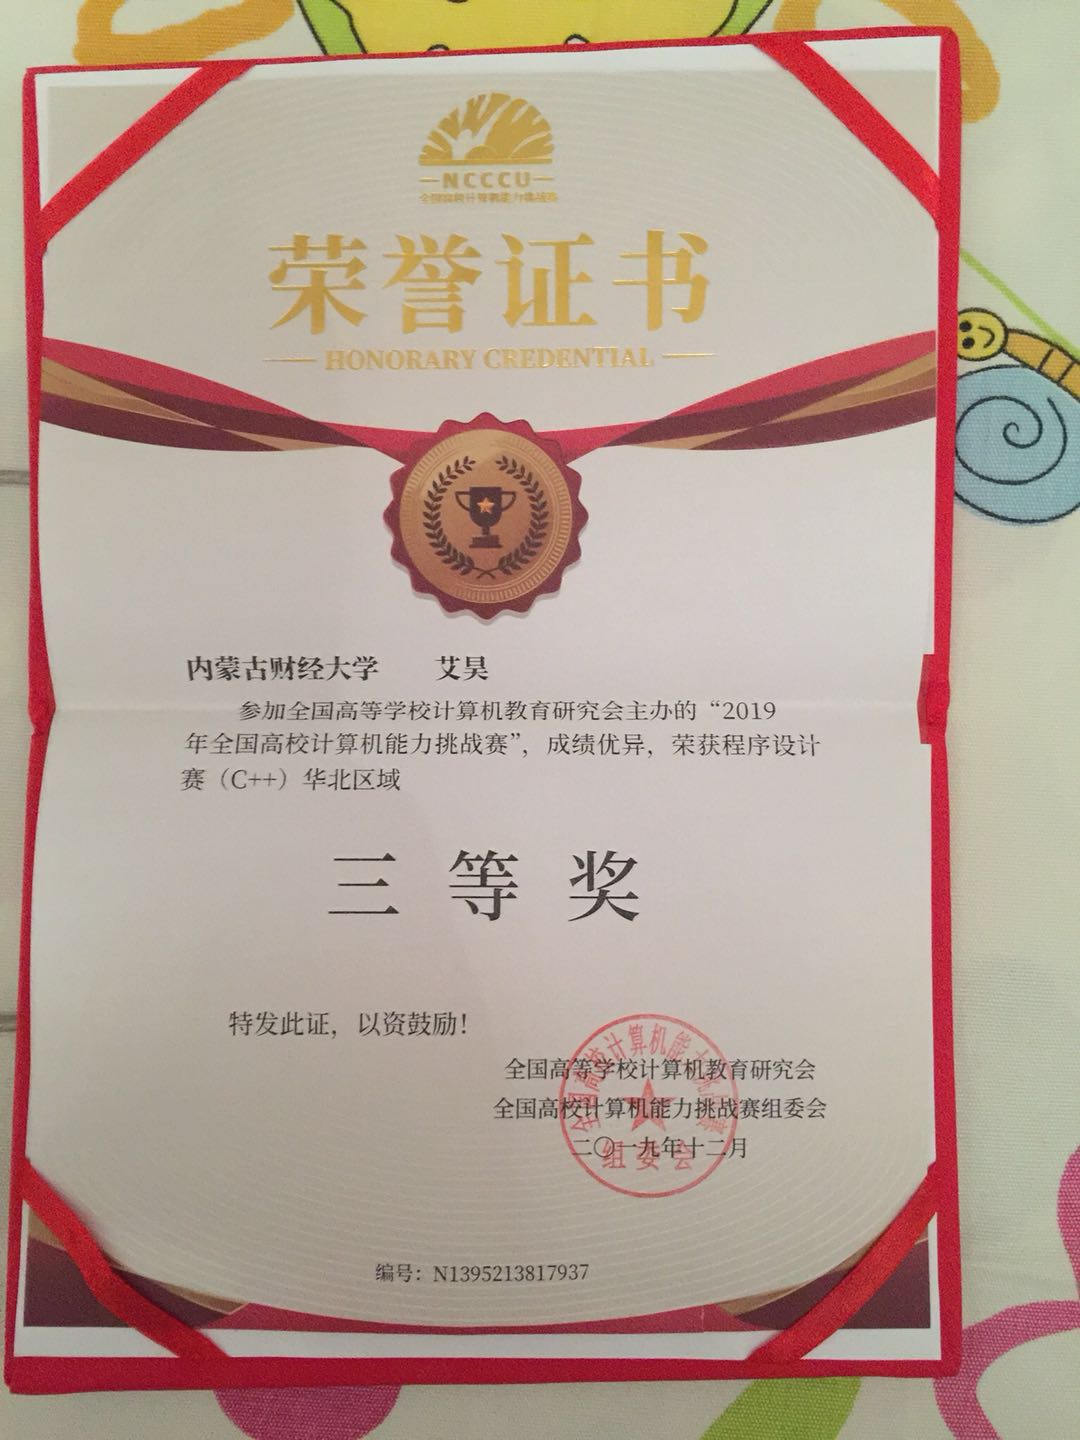 NCCCU
全国高校计算机能力挑战赛
荣誉证书
HONORARY CREDENTIAL
内蒙古财经大学 艾昊
参加全国高等学校计算机教育研究会主办的“2019
年全国高校计算机能力挑战赛”，成绩优异，荣获程序设计
赛（C++）华北区域
三等奖
特发此证，以资鼓励！
全国高等学校计算机教育研究会
全国高校计算机能力挑战赛组委会
二〇一九年十二月
全国高校计算机能力挑战赛
组委会
编号：N1395213817937